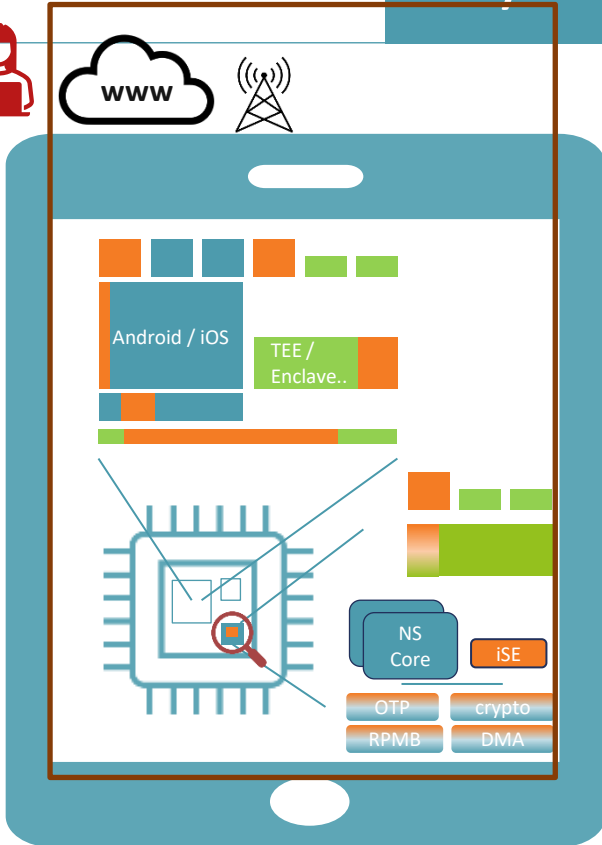 www
Android / iOS
TEE /
Enclave..
NS
Core
iSE
OTP
crypto
RPMB
DMA